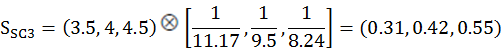 S_SC3 = (3.5, 4, 4.5) ⊗ [1/11.17, 1/9.5, 1/8.24] = (0.31, 0.42, 0.55)